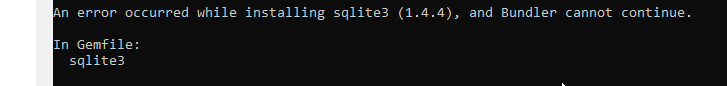 An error occurred while installing sqlite3 (1.4.4), and Bundler cannot continue.
In Gemfile:
sqlite3